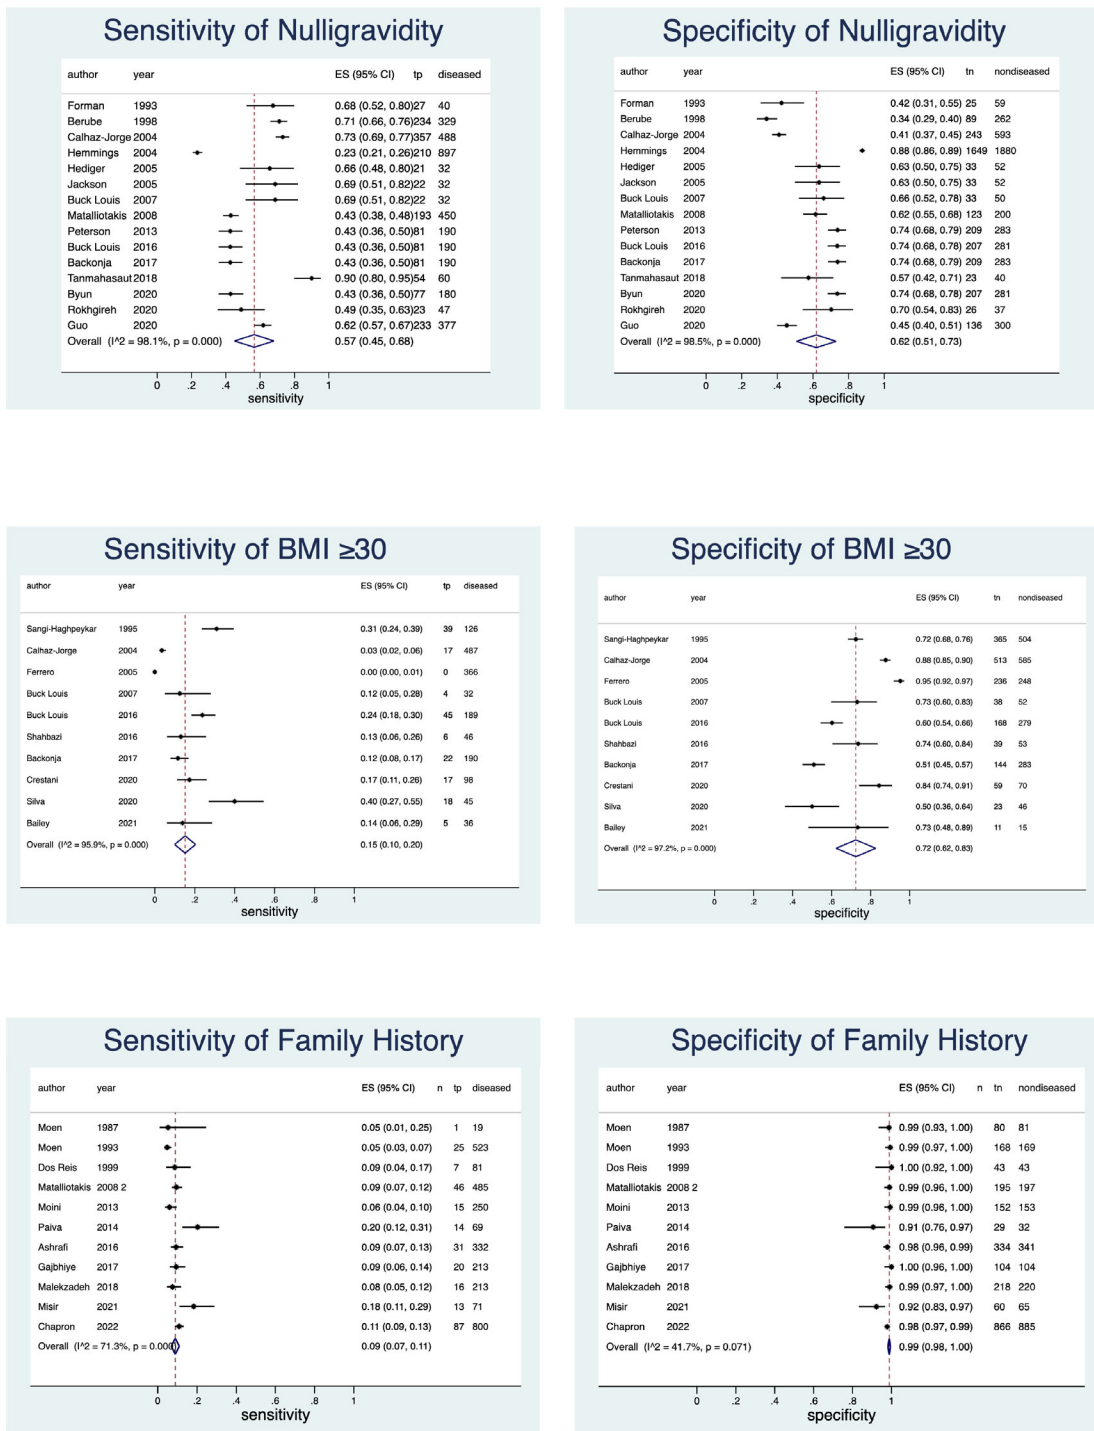 Sensitivity of Nulligravidity
author year ES (95% CI) tp diseased
Forman 1993 0.68 (0.52, 0.80)27 40
Berube 1998 0.71 (0.66, 0.76)234 329
Calhaz-Jorge 2004 0.73 (0.69, 0.77)357 488
Hemmings 2004 0.23 (0.21, 0.26)210 897
Hediger 2005 0.66 (0.48, 0.80)21 32
Jackson 2005 0.69 (0.51, 0.82)22 32
Buck Louis 2007 0.69 (0.51, 0.82)22 32
Matalliotakis 2008 0.43 (0.38, 0.48)193 450
Peterson 2013 0.43 (0.36, 0.50)81 190
Buck Louis 2016 0.43 (0.36, 0.50)81 190
Backonja 2017 0.43 (0.36, 0.50)81 190
Tanmahasaut 2018 0.90 (0.80, 0.95)54 60
Byun 2020 0.43 (0.36, 0.50)77 180
Rokhgireh 2020 0.49 (0.35, 0.63)23 47
Guo 2020 0.62 (0.57, 0.67)233 377
Overall (I^2 = 98.1%, p = 0.000) 0.57 (0.45, 0.68)
0 .2 .4 .6 .8 1
sensitivity
Specificity of Nulligravidity
author year ES (95% CI) tn nondiseased
Forman 1993 0.42 (0.31, 0.55) 25 59
Berube 1998 0.34 (0.29, 0.40) 89 262
Calhaz-Jorge 2004 0.41 (0.37, 0.45) 243 593
Hemmings 2004 0.88 (0.86, 0.89) 1649 1880
Hediger 2005 0.63 (0.50, 0.75) 33 52
Jackson 2005 0.63 (0.50, 0.75) 33 52
Buck Louis 2007 0.66 (0.52, 0.78) 33 50
Matalliotakis 2008 0.62 (0.55, 0.68) 123 200
Peterson 2013 0.74 (0.68, 0.79) 209 283
Buck Louis 2016 0.74 (0.68, 0.78) 207 281
Backonja 2017 0.74 (0.68, 0.79) 209 283
Tanmahasaut 2018 0.57 (0.42, 0.71) 23 40
Byun 2020 0.74 (0.68, 0.78) 207 281
Rokhgireh 2020 0.70 (0.54, 0.83) 26 37
Guo 2020 0.45 (0.40, 0.51) 136 300
Overall (I^2 = 98.5%, p = 0.000) 0.62 (0.51, 0.73)
0 .2 .4 .6 .8 1
specificity
Sensitivity of BMI ≥30
author year ES (95% CI) tp diseased
Sangi-Haghpeykar 1995 0.31 (0.24, 0.39) 39 126
Calhaz-Jorge 2004 0.03 (0.02, 0.06) 17 487
Ferrero 2005 0.00 (0.00, 0.01) 0 366
Buck Louis 2007 0.12 (0.05, 0.28) 4 32
Buck Louis 2016 0.24 (0.18, 0.30) 45 189
Shahbazi 2016 0.13 (0.06, 0.26) 6 46
Backonja 2017 0.12 (0.08, 0.17) 22 190
Crestani 2020 0.17 (0.11, 0.26) 17 98
Silva 2020 0.40 (0.27, 0.55) 18 45
Bailey 2021 0.14 (0.06, 0.29) 5 36
Overall (I^2 = 95.9%, p = 0.000) 0.15 (0.10, 0.20)
0 .2 .4 .6 .8 1
sensitivity
Specificity of BMI ≥30
author year ES (95% CI) tn nondiseased
Sangi-Haghpeykar 1995 0.72 (0.68, 0.76) 365 504
Calhaz-Jorge 2004 0.88 (0.85, 0.90) 513 585
Ferrero 2005 0.95 (0.92, 0.97) 236 248
Buck Louis 2007 0.73 (0.60, 0.83) 38 52
Buck Louis 2016 0.60 (0.54, 0.66) 168 279
Shahbazi 2016 0.74 (0.60, 0.84) 39 53
Backonja 2017 0.51 (0.45, 0.57) 144 283
Crestani 2020 0.84 (0.74, 0.91) 59 70
Silva 2020 0.50 (0.36, 0.64) 23 46
Bailey 2021 0.73 (0.48, 0.89) 11 15
Overall (I^2 = 97.2%, p = 0.000) 0.72 (0.62, 0.83)
0 .2 .4 .6 .8 1
specificity
Sensitivity of Family History
author year ES (95% CI) n tp diseased
Moen 1987 0.05 (0.01, 0.25) 1 19
Moen 1993 0.05 (0.03, 0.07) 25 523
Dos Reis 1999 0.09 (0.04, 0.17) 7 81
Matalliotakis 2008 2 0.09 (0.07, 0.12) 46 485
Moini 2013 0.06 (0.04, 0.10) 15 250
Paiva 2014 0.20 (0.12, 0.31) 14 69
Ashrafi 2016 0.09 (0.07, 0.13) 31 332
Gajbhiye 2017 0.09 (0.06, 0.14) 20 213
Malekzadeh 2018 0.08 (0.05, 0.12) 16 213
Misir 2021 0.18 (0.11, 0.29) 13 71
Chapron 2022 0.11 (0.09, 0.13) 87 800
Overall (I^2 = 71.3%, p = 0.000) 0.09 (0.07, 0.11)
0 .2 .4 .6 .8 1
sensitivity
Specificity of Family History
author year ES (95% CI) n tn nondiseased
Moen 1987 0.99 (0.93, 1.00) 80 81
Moen 1993 0.99 (0.97, 1.00) 168 169
Dos Reis 1999 1.00 (0.92, 1.00) 43 43
Matalliotakis 2008 2 0.99 (0.96, 1.00) 195 197
Moini 2013 0.99 (0.96, 1.00) 152 153
Paiva 2014 0.91 (0.76, 0.97) 29 32
Ashrafi 2016 0.98 (0.96, 0.99) 334 341
Gajbhiye 2017 1.00 (0.96, 1.00) 104 104
Malekzadeh 2018 0.99 (0.97, 1.00) 218 220
Misir 2021 0.92 (0.83, 0.97) 60 65
Chapron 2022 0.98 (0.97, 0.99) 866 885
Overall (I^2 = 41.7%, p = 0.071) 0.99 (0.98, 1.00)
0 .2 .4 .6 .8 1
specificity